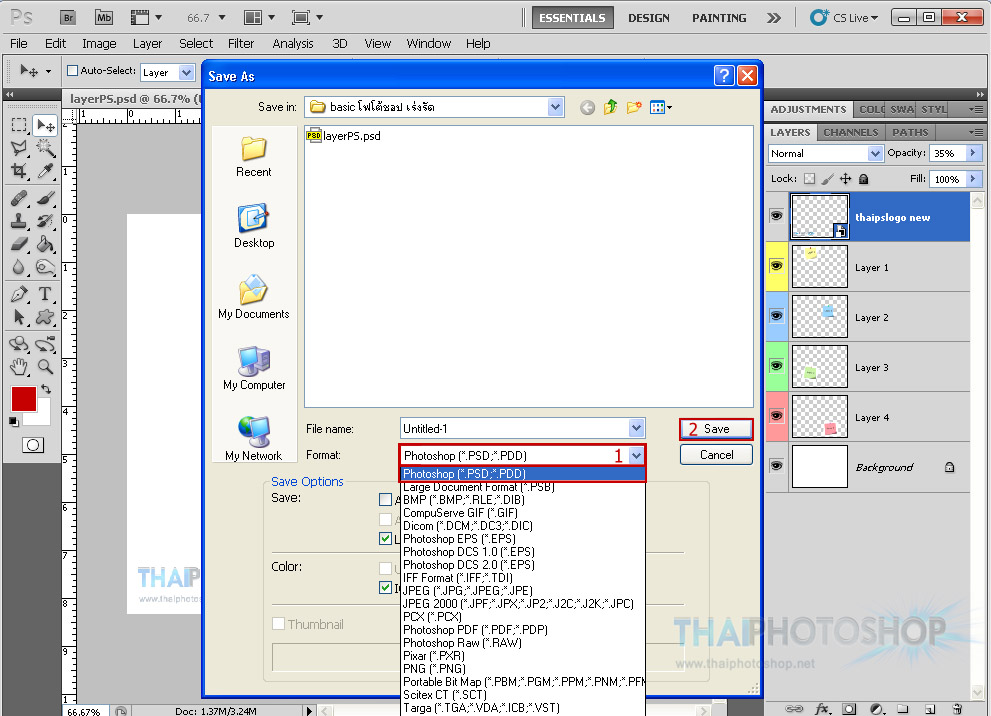 Ps Br Mb 66.7 ESSENTIALS DESIGN PAINTING CS Live
File Edit Image Layer Select Filter Analysis 3D View Window Help
Auto-Select: Layer
layerPS.psd @ 66.7%
Save As
Save in: basic โฟโต้ชอป เร่งรัด
layerPS.psd
Recent
Desktop
My Documents
My Computer
My Network
File name: Untitled-1
2 Save
Format: Photoshop (*.PSD;*.PDD) 1
Cancel
Photoshop (*.PSD;*.PDD)
Large Document Format (*.PSB)
BMP (*.BMP;*.RLE;*.DIB)
CompuServe GIF (*.GIF)
Dicom (*.DCM;*.DC3;*.DIC)
Photoshop EPS (*.EPS)
Photoshop DCS 1.0 (*.EPS)
Photoshop DCS 2.0 (*.EPS)
IFF Format (*.IFF;*.TDI)
JPEG (*.JPG;*.JPEG;*.JPE)
JPEG 2000 (*.JPF;*.JPX;*.JP2;*.J2C;*.J2K;*.JPC)
PCX (*.PCX)
Photoshop PDF (*.PDF;*.PDP)
Photoshop Raw (*.RAW)
Pixar (*.PXR)
PNG (*.PNG)
Portable Bit Map (*.PBM;*.PGM;*.PPM;*.PNM;*.PFM
Scitex CT (*.SCT)
Targa (*.TGA;*.VDA;*.ICB;*.VST)
Save Options
Save:
Color:
Thumbnail
ADJUSTMENTS COLO SWA STYL
LAYERS CHANNELS PATHS
Normal Opacity: 35%
Lock: Fill: 100%
thaipslogo new
Layer 1
Layer 2
Layer 3
Layer 4
Background
THAIP
www.thaiphotos
THAIPHOTOSHOP
www.thaiphotoshop.net
66.67% Doc: 1.37M/3.24M